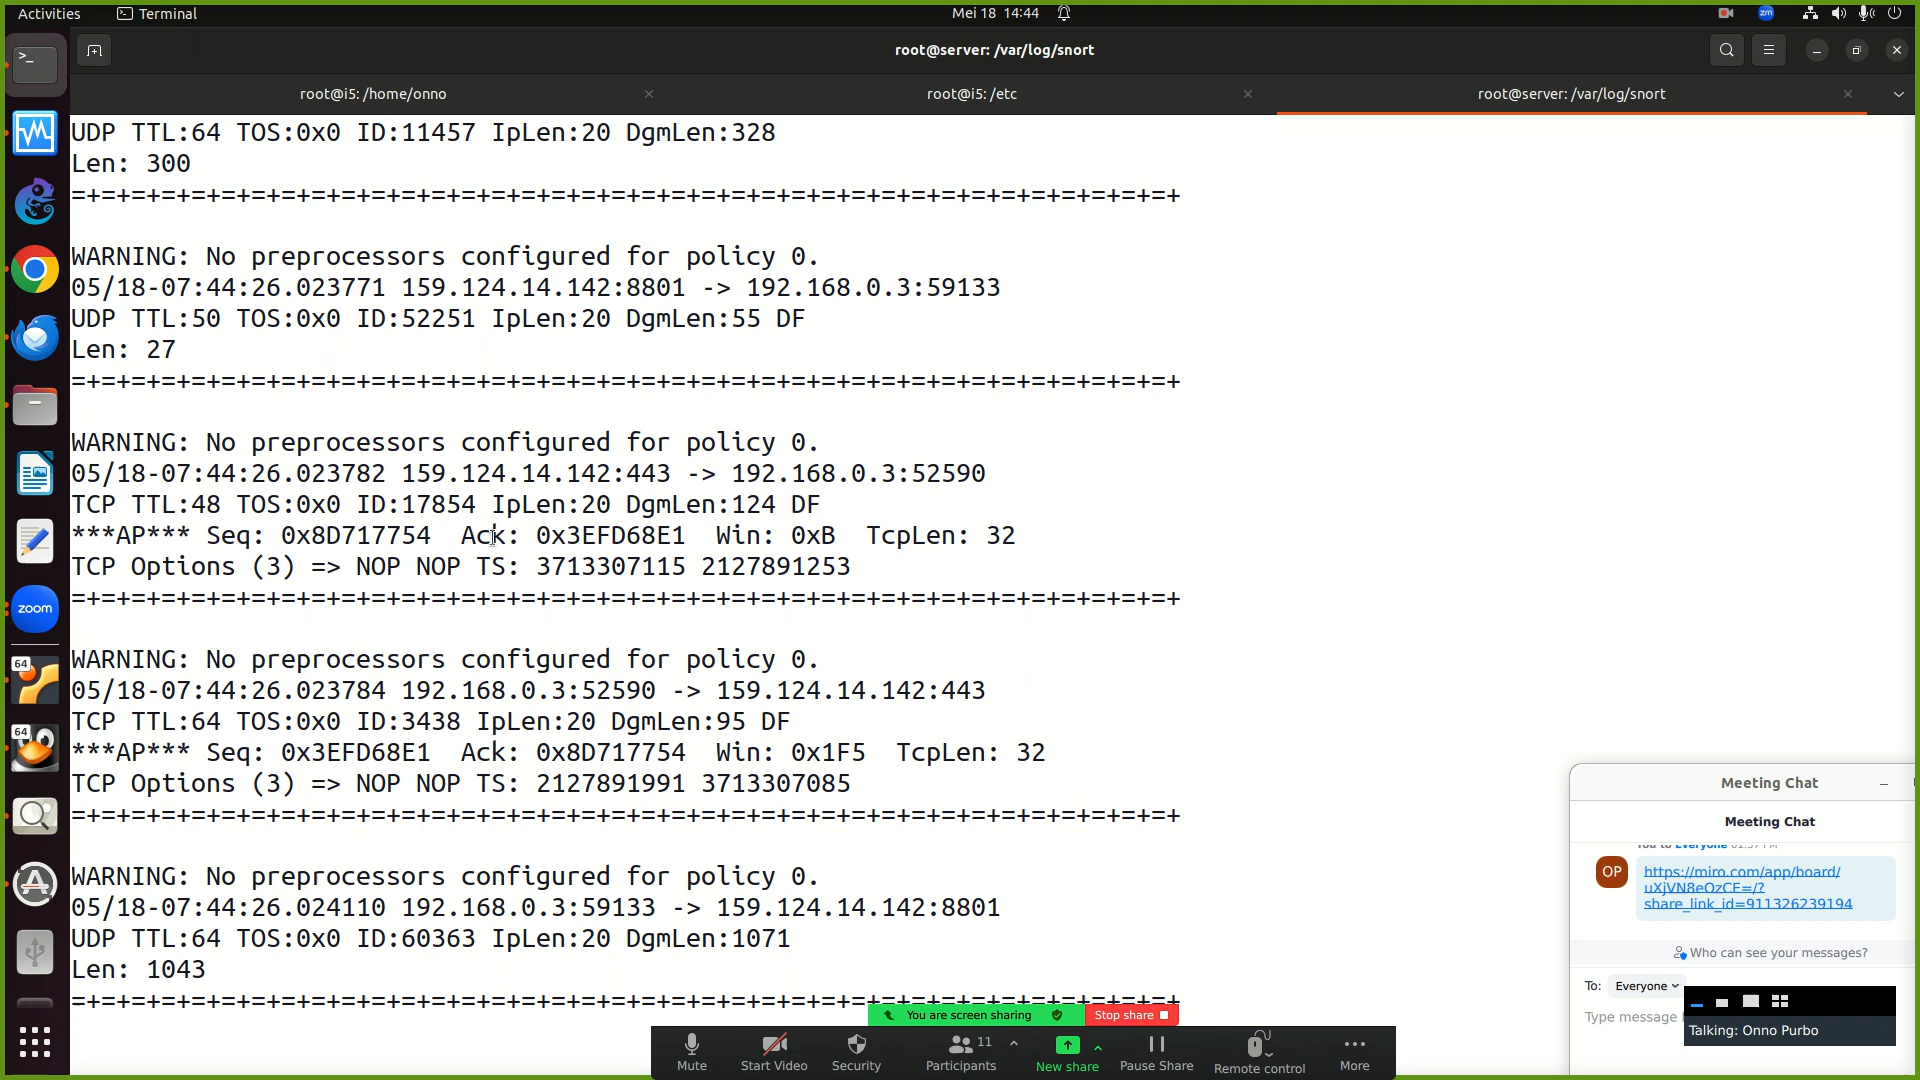 Activities
Terminal
Mei 18 14:44
zm
root@server: /var/log/snort
root@i5: /home/onno
root@i5: /etc
root@server: /var/log/snort
UDP TTL:64 TOS:0x0 ID:11457 IpLen:20 DgmLen:328
Len: 300
=+=+=+=+=+=+=+=+=+=+=+=+=+=+=+=+=+=+=+=+=+=+=+=+=+=+=+=+=+=+=+=+=+=+=+=+=+
WARNING: No preprocessors configured for policy 0.
05/18-07:44:26.023771 159.124.14.142:8801 -> 192.168.0.3:59133
UDP TTL:50 TOS:0x0 ID:52251 IpLen:20 DgmLen:55 DF
Len: 27
=+=+=+=+=+=+=+=+=+=+=+=+=+=+=+=+=+=+=+=+=+=+=+=+=+=+=+=+=+=+=+=+=+=+=+=+=+
WARNING: No preprocessors configured for policy 0.
05/18-07:44:26.023782 159.124.14.142:443 -> 192.168.0.3:52590
TCP TTL:48 TOS:0x0 ID:17854 IpLen:20 DgmLen:124 DF
***AP*** Seq: 0x8D717754  Ack: 0x3EFD68E1  Win: 0xB  TcpLen: 32
TCP Options (3) => NOP NOP TS: 3713307115 2127891253
=+=+=+=+=+=+=+=+=+=+=+=+=+=+=+=+=+=+=+=+=+=+=+=+=+=+=+=+=+=+=+=+=+=+=+=+=+
WARNING: No preprocessors configured for policy 0.
05/18-07:44:26.023784 192.168.0.3:52590 -> 159.124.14.142:443
TCP TTL:64 TOS:0x0 ID:3438 IpLen:20 DgmLen:95 DF
***AP*** Seq: 0x3EFD68E1  Ack: 0x8D717754  Win: 0x1F5  TcpLen: 32
TCP Options (3) => NOP NOP TS: 2127891991 3713307085
=+=+=+=+=+=+=+=+=+=+=+=+=+=+=+=+=+=+=+=+=+=+=+=+=+=+=+=+=+=+=+=+=+=+=+=+=+
WARNING: No preprocessors configured for policy 0.
05/18-07:44:26.024110 192.168.0.3:59133 -> 159.124.14.142:8801
UDP TTL:64 TOS:0x0 ID:60363 IpLen:20 DgmLen:1071
Len: 1043
=+=+=+=+=+=+=+=+=+=+=+=+=+=+=+=+=+=+=+=+=+=+=+=+=+=+=+=+=+=+=+=+=+=+=+=+=+
zoom
64
64
Meeting Chat
Meeting Chat
You to Everyone 01:37 PM
OP
https://miro.com/app/board/
uXjVN8eOzCE=/?
share_link_id=911326239194
Who can see your messages?
To: Everyone
Type message
Talking: Onno Purbo
You are screen sharing
Stop share
Mute
Start Video
Security
Participants
11
New share
Pause Share
Remote control
More